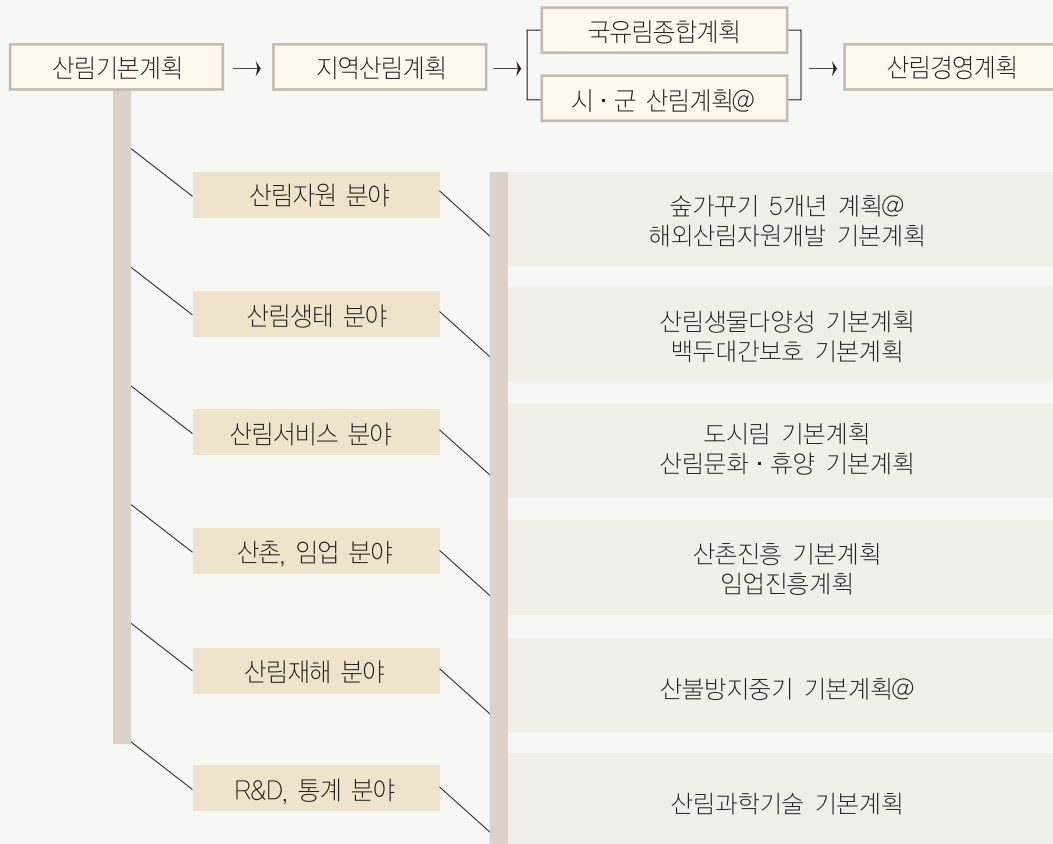 산림기본계획
지역산림계획
국유림종합계획
시·군 산림계획@
산림경영계획
산림자원 분야
숲가꾸기 5개년 계획@
해외산림자원개발 기본계획
산림생태 분야
산림생물다양성 기본계획
백두대간보호 기본계획
산림서비스 분야
도시림 기본계획
산림문화·휴양 기본계획
산촌, 임업 분야
산촌진흥 기본계획
임업진흥계획
산림재해 분야
산불방지중기 기본계획@
R&D, 통계 분야
산림과학기술 기본계획